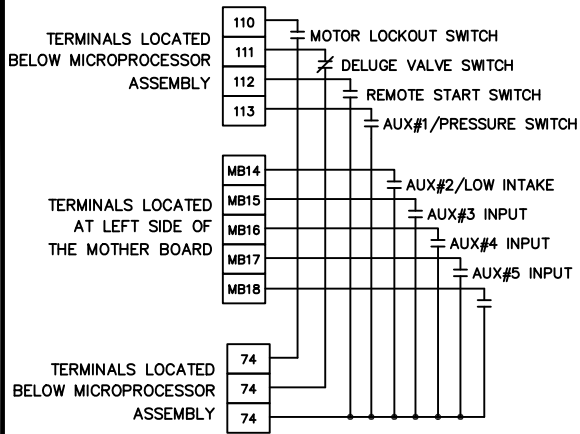 110
MOTOR LOCKOUT SWITCH
TERMINALS LOCATED
BELOW MICROPROCESSOR
ASSEMBLY
111
DELUGE VALVE SWITCH
112
REMOTE START SWITCH
113
AUX#1/PRESSURE SWITCH
MB14
AUX#2/LOW INTAKE
TERMINALS LOCATED
AT LEFT SIDE OF
THE MOTHER BOARD
MB15
AUX#3 INPUT
MB16
AUX#4 INPUT
MB17
AUX#5 INPUT
MB18
TERMINALS LOCATED
BELOW MICROPROCESSOR
ASSEMBLY
74
74
74